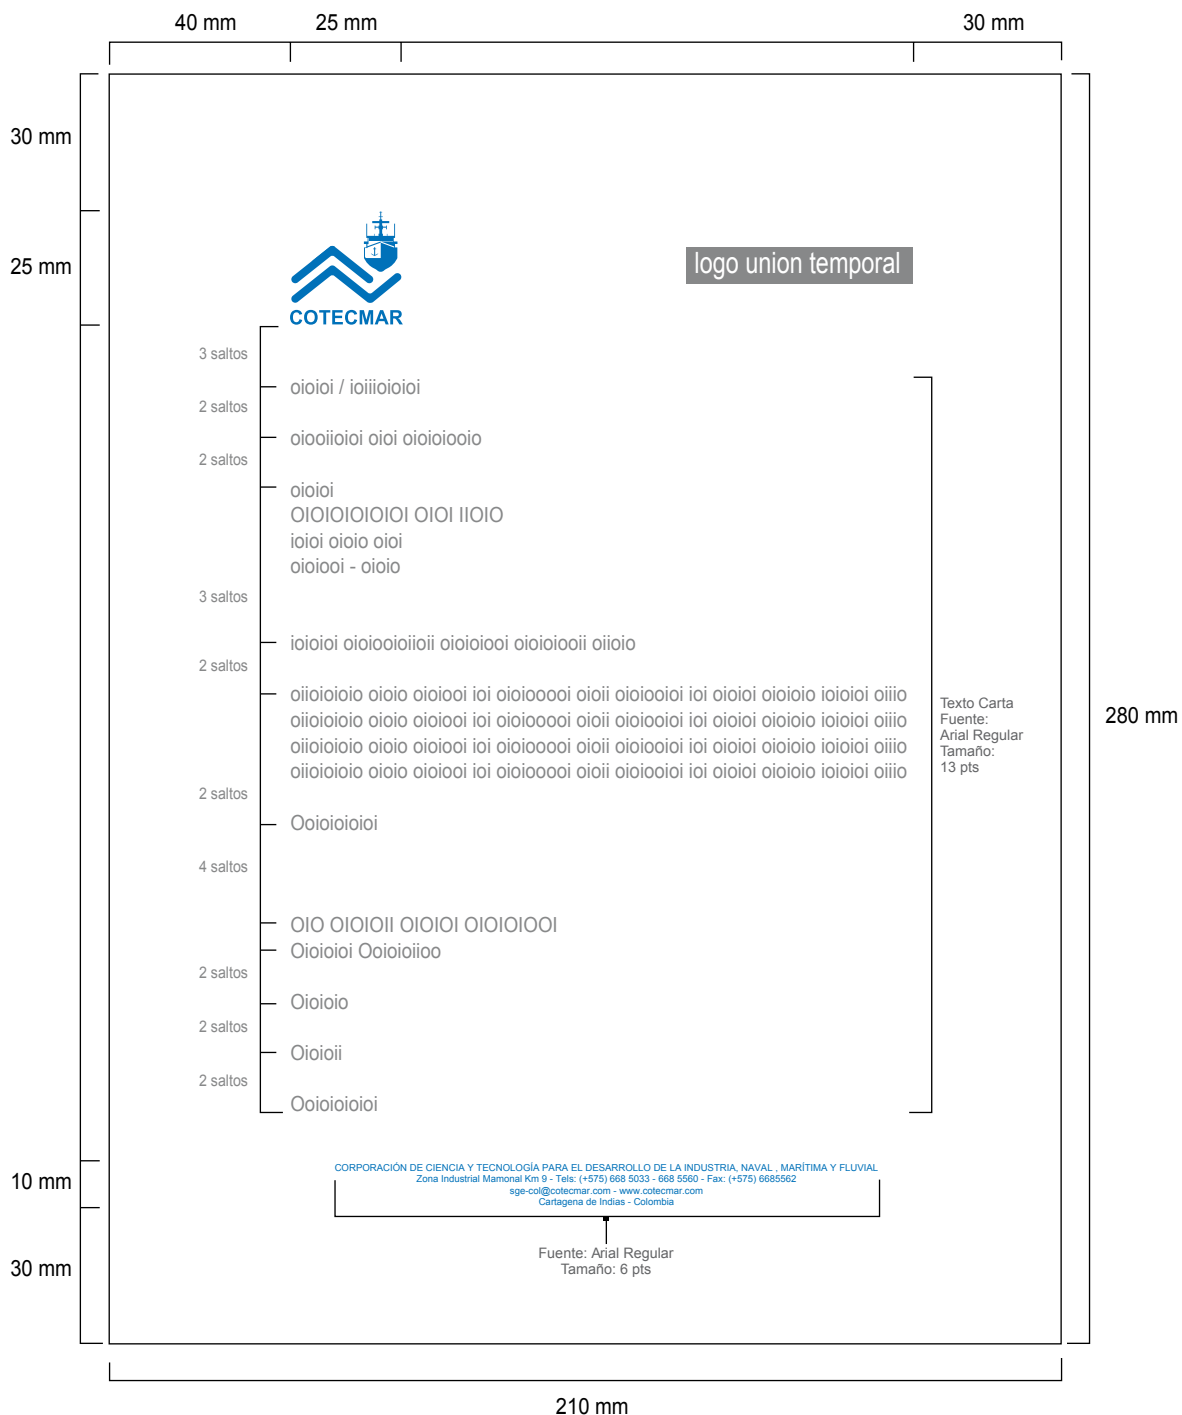 40 mm 25 mm 30 mm
30 mm
25 mm
logo union temporal
COTECMAR
3 saltos
oioioi / ioiiioioioi
2 saltos
oiooiioioi oioi oioioiooio
2 saltos
oioioi
OIOIOIOIOIOI OIOI IIOIO
ioioi oioio oioi
oioiooi - oioio
3 saltos
ioioioi oioiooioiioii oioioiooi oioioiooii oiioio
2 saltos
oiioioioio oioio oioiooi ioi oioiooooi oioii oioiooioi ioi oioioi oioioio ioioioi oiiio
oiioioioio oioio oioiooi ioi oioiooooi oioii oioiooioi ioi oioioi oioioio ioioioi oiiio
oiioioioio oioio oioiooi ioi oioiooooi oioii oioiooioi ioi oioioi oioioio ioioioi oiiio
oiioioioio oioio oioiooi ioi oioiooooi oioii oioiooioi ioi oioioi oioioio ioioioi oiiio
Texto Carta
Fuente:
Arial Regular
Tamaño:
13 pts
280 mm
2 saltos
Ooioioioioi
4 saltos
OIO OIOIOII OIOIOI OIOIOIOOI
Oioioioi Ooioioiioo
2 saltos
Oioioio
2 saltos
Oioioii
2 saltos
Ooioioioioi
10 mm
CORPORACIÓN DE CIENCIA Y TECNOLOGÍA PARA EL DESARROLLO DE LA INDUSTRIA, NAVAL , MARÍTIMA Y FLUVIAL
Zona Industrial Mamonal Km 9 - Tels: (+575) 668 5033 - 668 5560 - Fax: (+575) 6685562
sge-col@cotecmar.com - www.cotecmar.com
Cartagena de Indias - Colombia
30 mm
Fuente: Arial Regular
Tamaño: 6 pts
210 mm